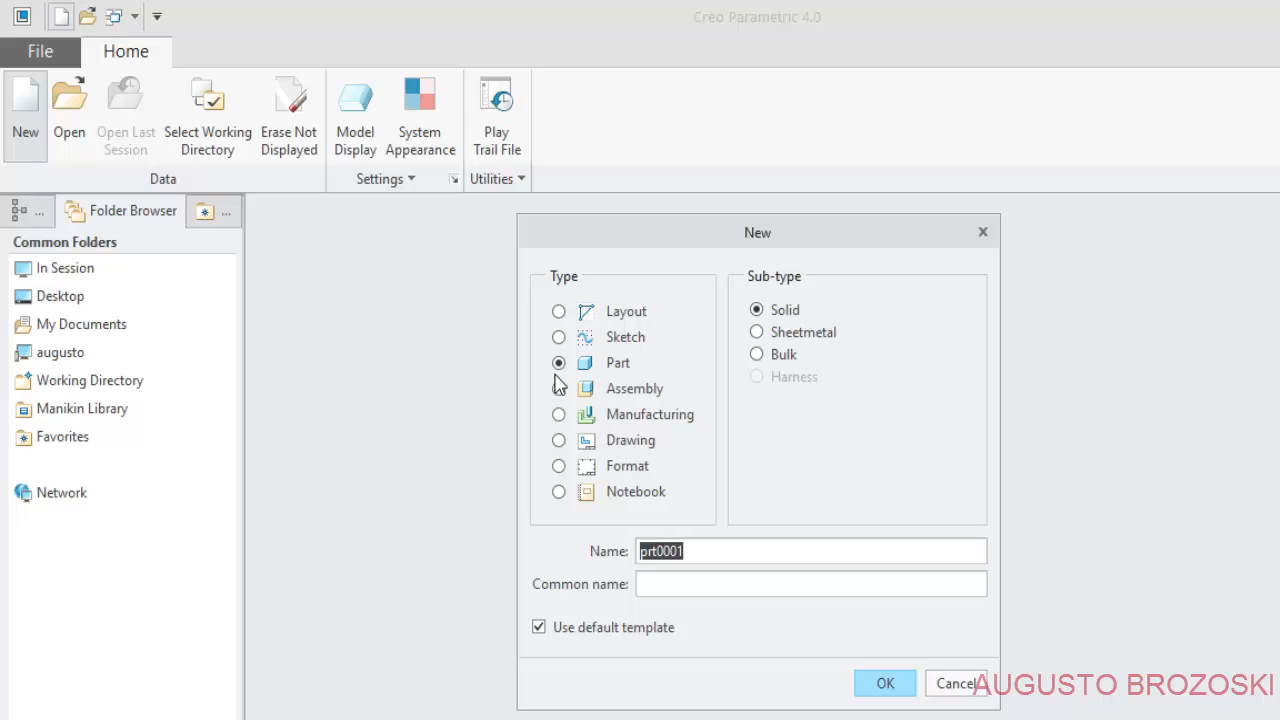 Creo Parametric 4.0
File
Home
New
Open
Open Last
Session
Select Working
Directory
Erase Not
Displayed
Model
Display
System
Appearance
Play
Trail File
Data
Settings
Utilities
...
Folder Browser
...
Common Folders
In Session
Desktop
My Documents
augusto
Working Directory
Manikin Library
Favorites
Network
New
Type
Layout
Sketch
Part
Assembly
Manufacturing
Drawing
Format
Notebook
Sub-type
Solid
Sheetmetal
Bulk
Harness
Name: prt0001
Common name:
Use default template
OK
Cancel
AUGUSTO BROZOSKI